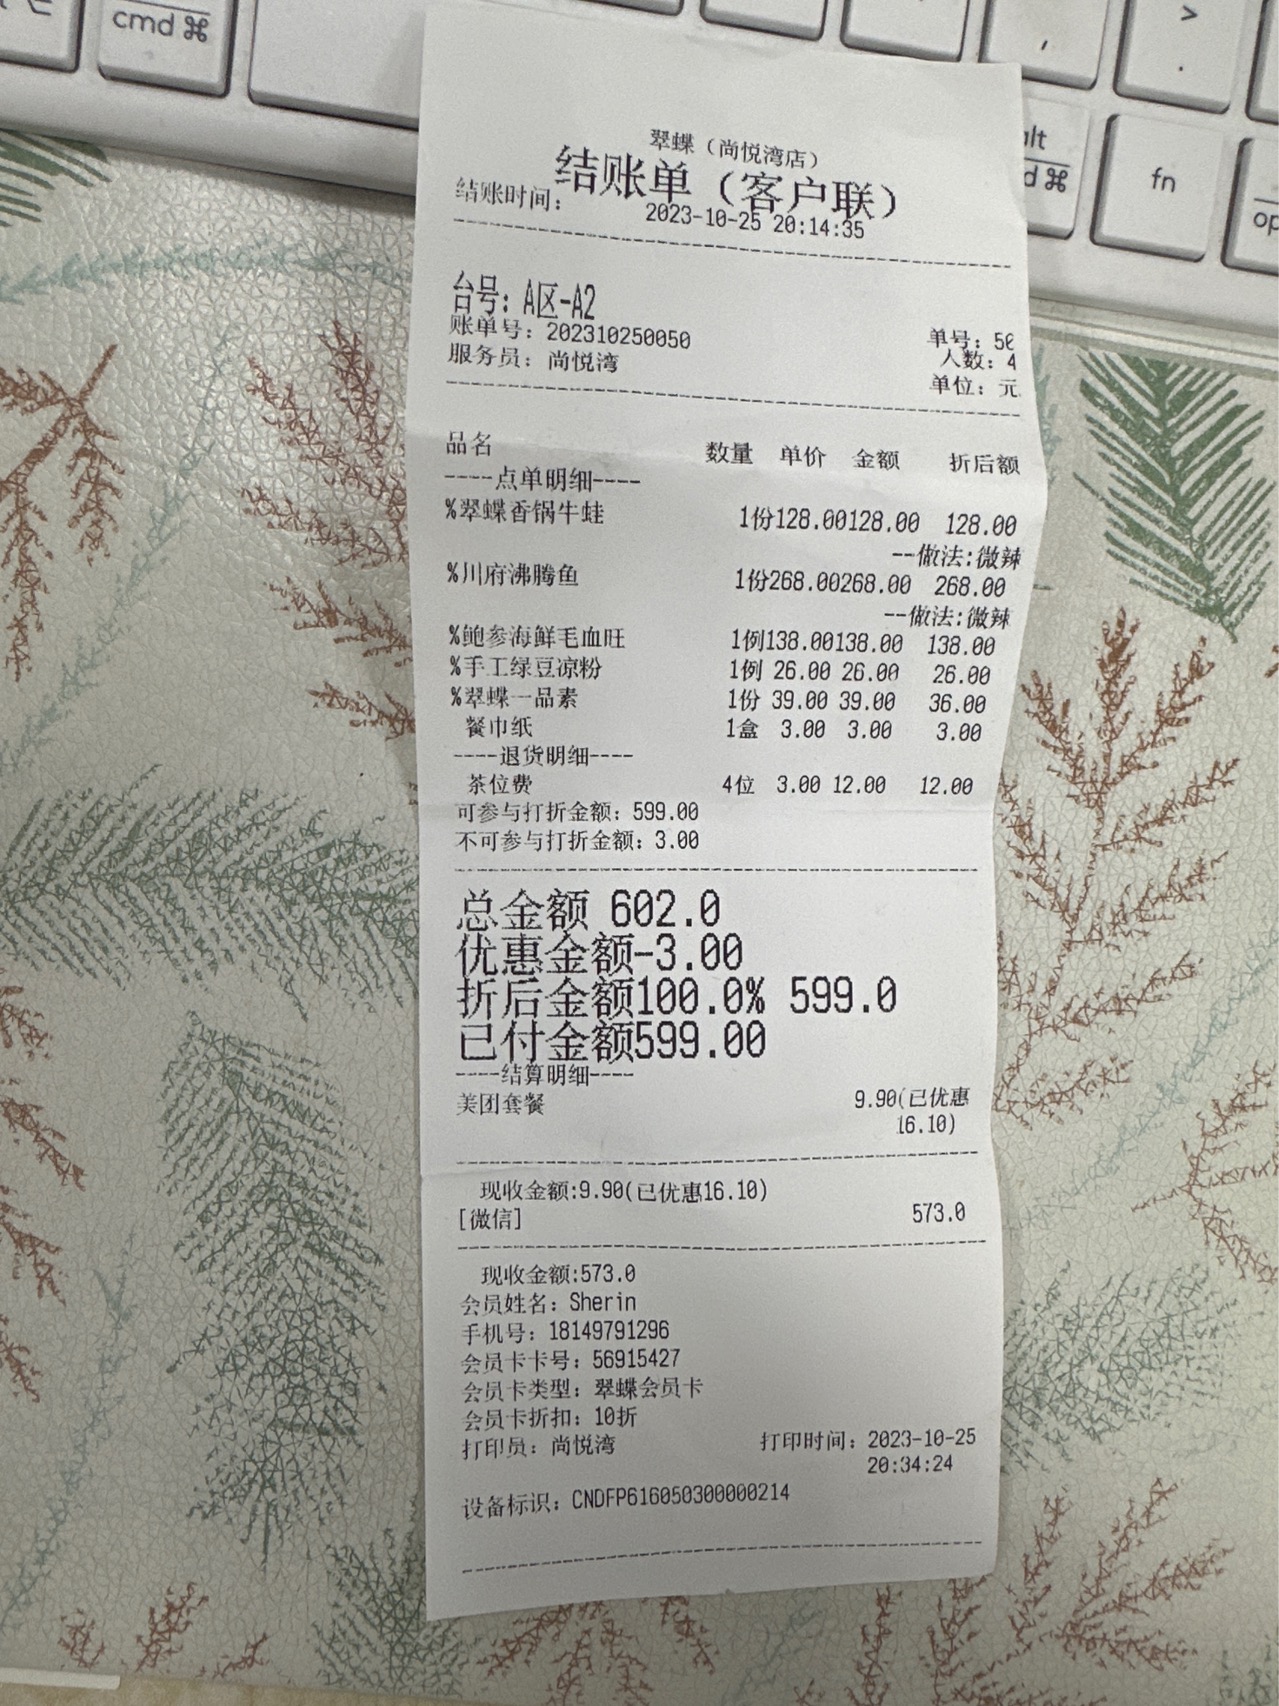 cmd ⌘
>
.
,
alt
d ⌘
fn
op
翠蝶（尚悦湾店）
结账单（客户联）
结账时间： 2023-10-25 20:14:35
台号：A区-A2
账单号：202310250050 单号：50
服务员：尚悦湾 人数：4
单位：元
品名 数量 单价 金额 折后额
----点单明细----
%翠蝶香锅牛蛙 1份128.00128.00 128.00
--做法:微辣
%川府沸腾鱼 1份268.00268.00 268.00
--做法:微辣
%鲍参海鲜毛血旺 1例138.00138.00 138.00
%手工绿豆凉粉 1例 26.00 26.00 26.00
%翠蝶一品素 1份 39.00 39.00 36.00
餐巾纸 1盒 3.00 3.00 3.00
----退货明细----
茶位费 4位 3.00 12.00 12.00
可参与打折金额：599.00
不可参与打折金额：3.00
总金额 602.0
优惠金额-3.00
折后金额100.0% 599.0
已付金额599.00
----结算明细----
美团套餐 9.90(已优惠
16.10)
现收金额:9.90(已优惠16.10)
[微信] 573.0
现收金额:573.0
会员姓名：Sherin
手机号：18149791296
会员卡卡号：56915427
会员卡类型：翠蝶会员卡
会员卡折扣：10折
打印员：尚悦湾 打印时间：2023-10-25
20:34:24
设备标识：CNDFP616050300000214